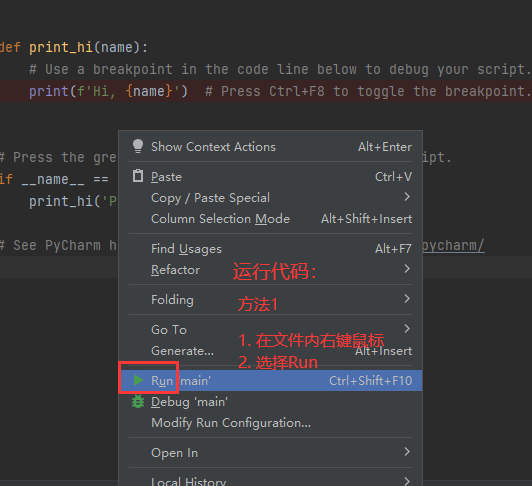 def print_hi(name):
# Use a breakpoint in the code line below to debug your script.
print(f'Hi, {name}')  # Press Ctrl+F8 to toggle the breakpoint.
Show Context Actions Alt+Enter
# Press the gre ipt.
Paste Ctrl+V
if __name__ ==
Copy / Paste Special
print_hi('P
Column Selection Mode Alt+Shift+Insert
# See PyCharm h pycharm/
Find Usages Alt+F7
Refactor
运行代码：
Folding
方法1
Go To
1. 在文件内右键鼠标
Generate... Alt+Insert
2. 选择Run
Run 'main' Ctrl+Shift+F10
Debug 'main'
Modify Run Configuration...
Open In
Local History